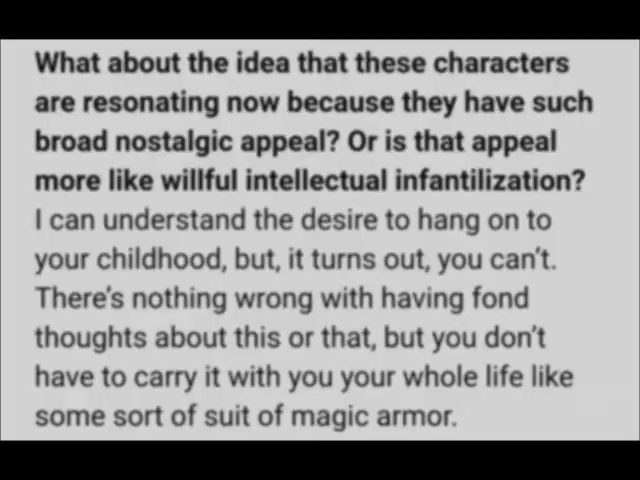 What about the idea that these characters
are resonating now because they have such
broad nostalgic appeal? Or is that appeal
more like willful intellectual infantilization?
I can understand the desire to hang on to
your childhood, but, it turns out, you can't.
There's nothing wrong with having fond
thoughts about this or that, but you don't
have to carry it with you your whole life like
some sort of suit of magic armor.